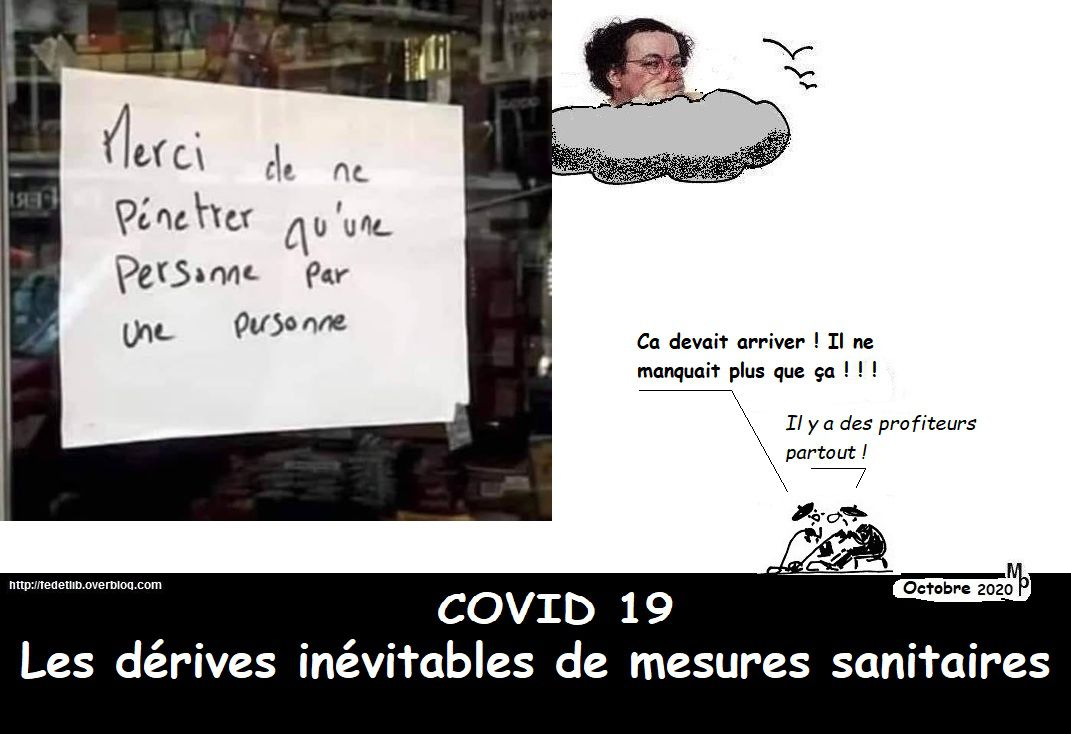 Merci de ne
Pénetrer qu'une
Personne par
une personne
Ca devait arriver ! Il ne
manquait plus que ça ! ! !
Il y a des profiteurs
partout !
http://fedetlib.overblog.com
MP
Octobre 2020
COVID 19
Les dérives inévitables de mesures sanitaires